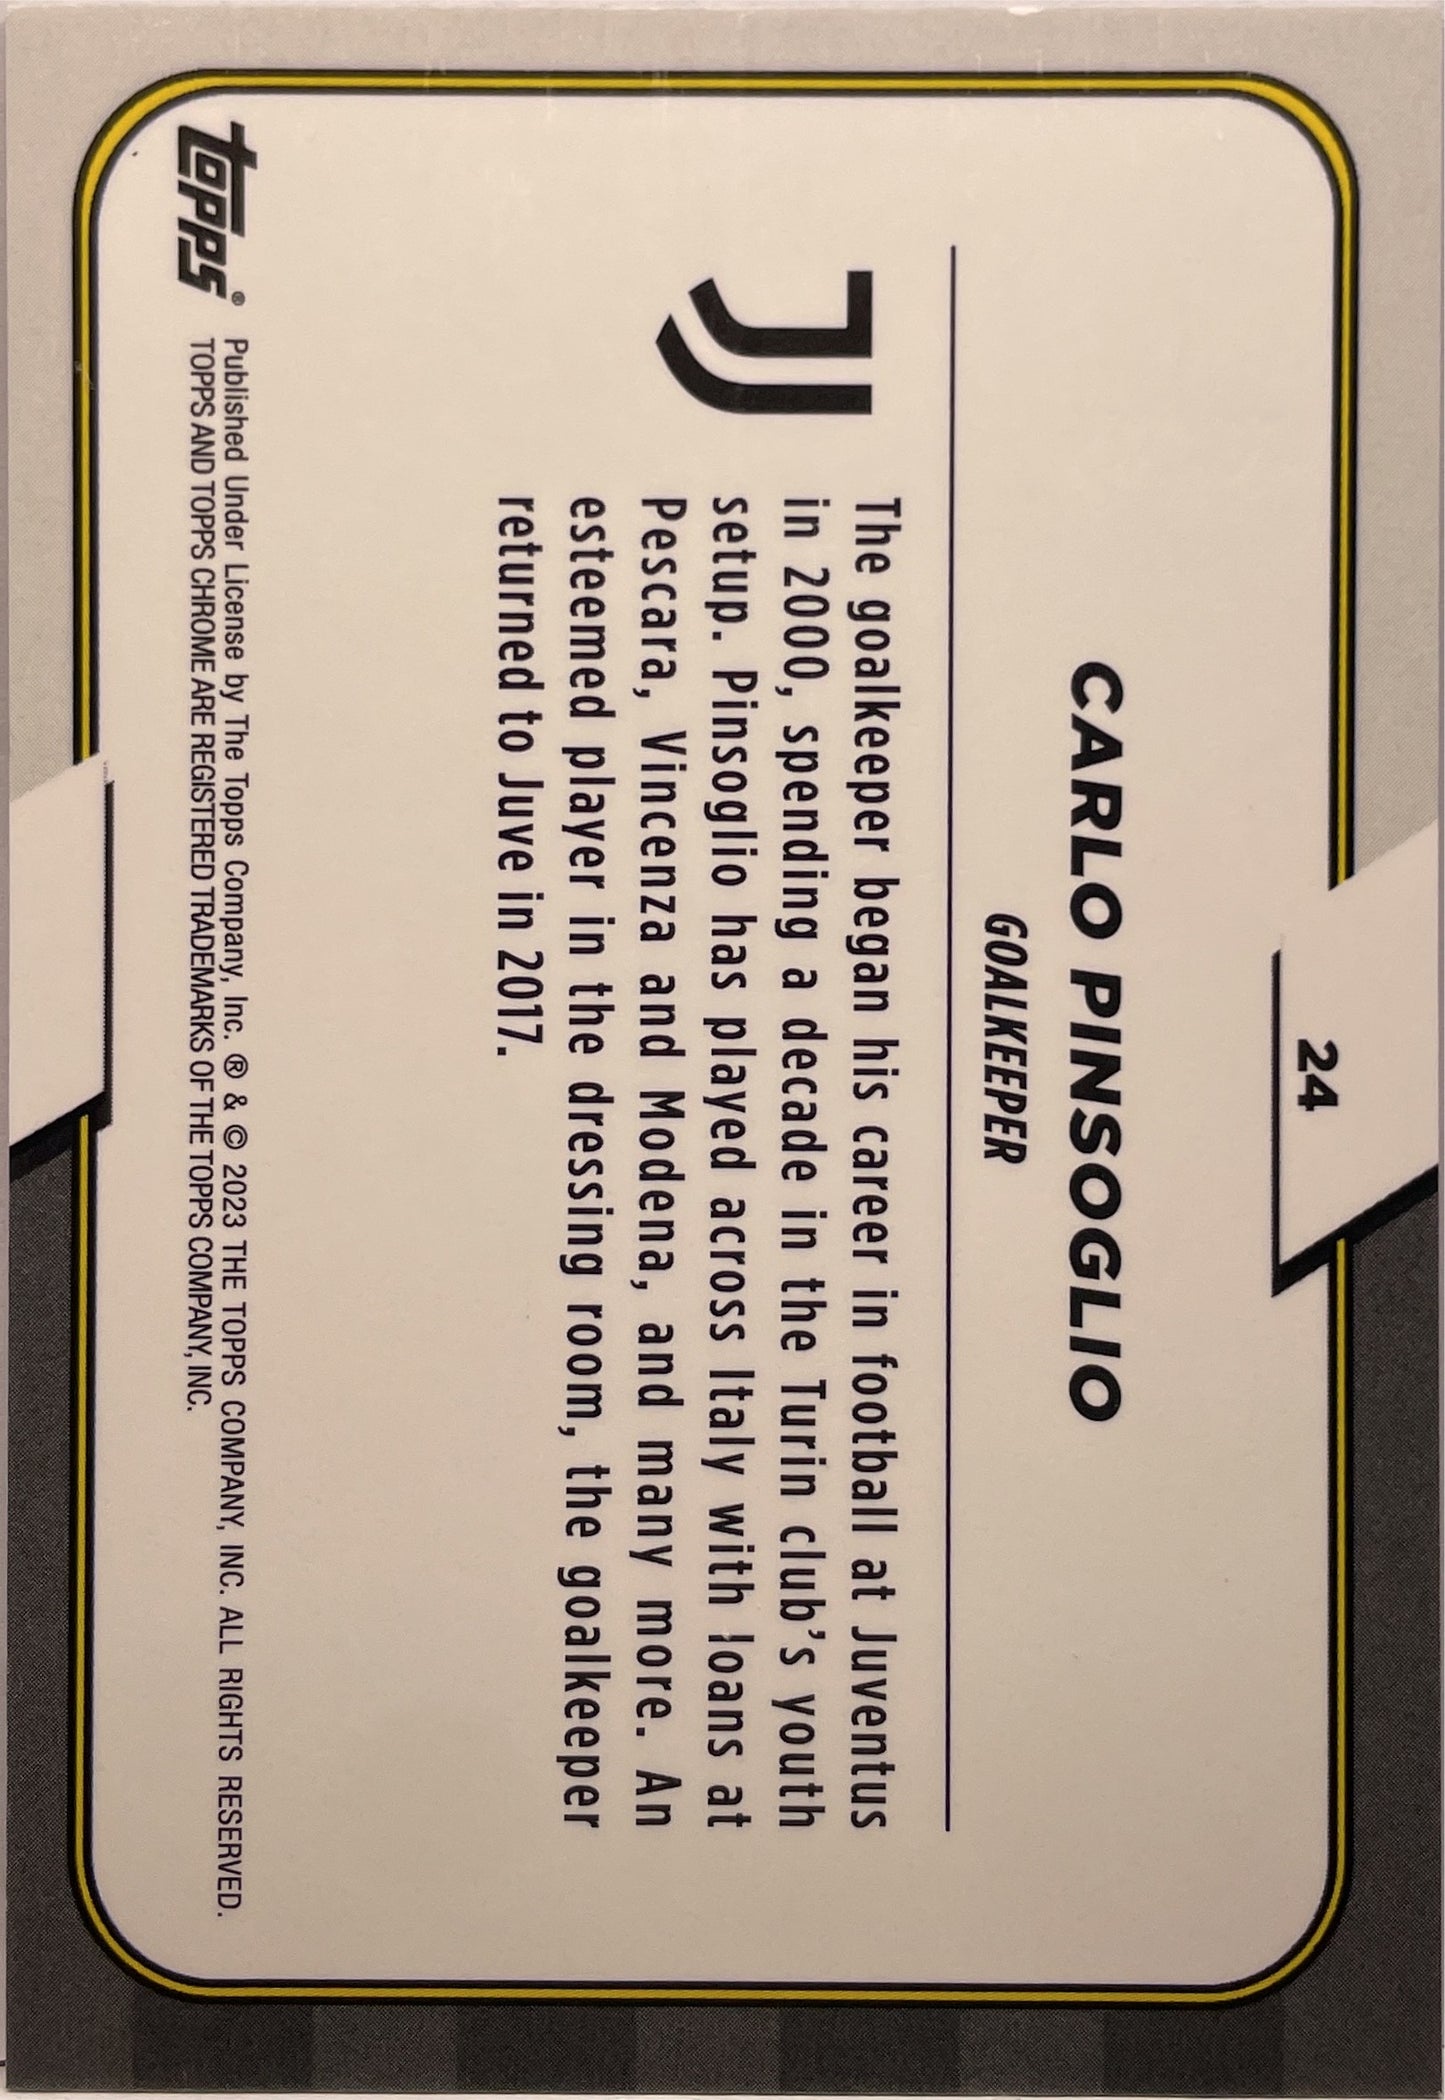 24
CARLO PINSOGLIO
GOALKEEPER
The goalkeeper began his career in football at Juventus
in 2000, spending a decade in the Turin club's youth
setup. Pinsoglio has played across Italy with loans at
Pescara, Vincenza and Modena, and many more. An
esteemed player in the dressing room, the goalkeeper
returned to Juve in 2017.
topps®
Published Under License by The Topps Company, Inc. ® & © 2023 THE TOPPS COMPANY, INC. ALL RIGHTS RESERVED.
TOPPS AND TOPPS CHROME ARE REGISTERED TRADEMARKS OF THE TOPPS COMPANY, INC.